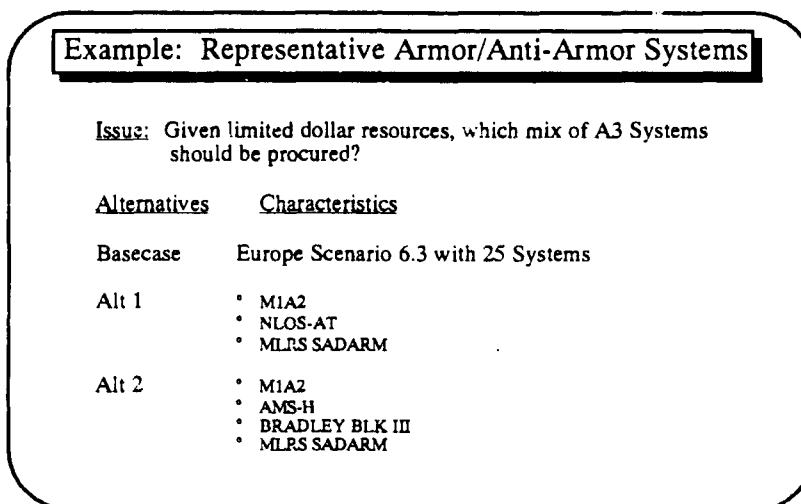 Example: Representative Armor/Anti-Armor Systems
Issue: Given limited dollar resources, which mix of A3 Systems
should be procured?
Alternatives Characteristics
Basecase Europe Scenario 6.3 with 25 Systems
Alt 1 ° M1A2
° NLOS-AT
° MLRS SADARM
Alt 2 ° M1A2
° AMS-H
° BRADLEY BLK III
° MLRS SADARM